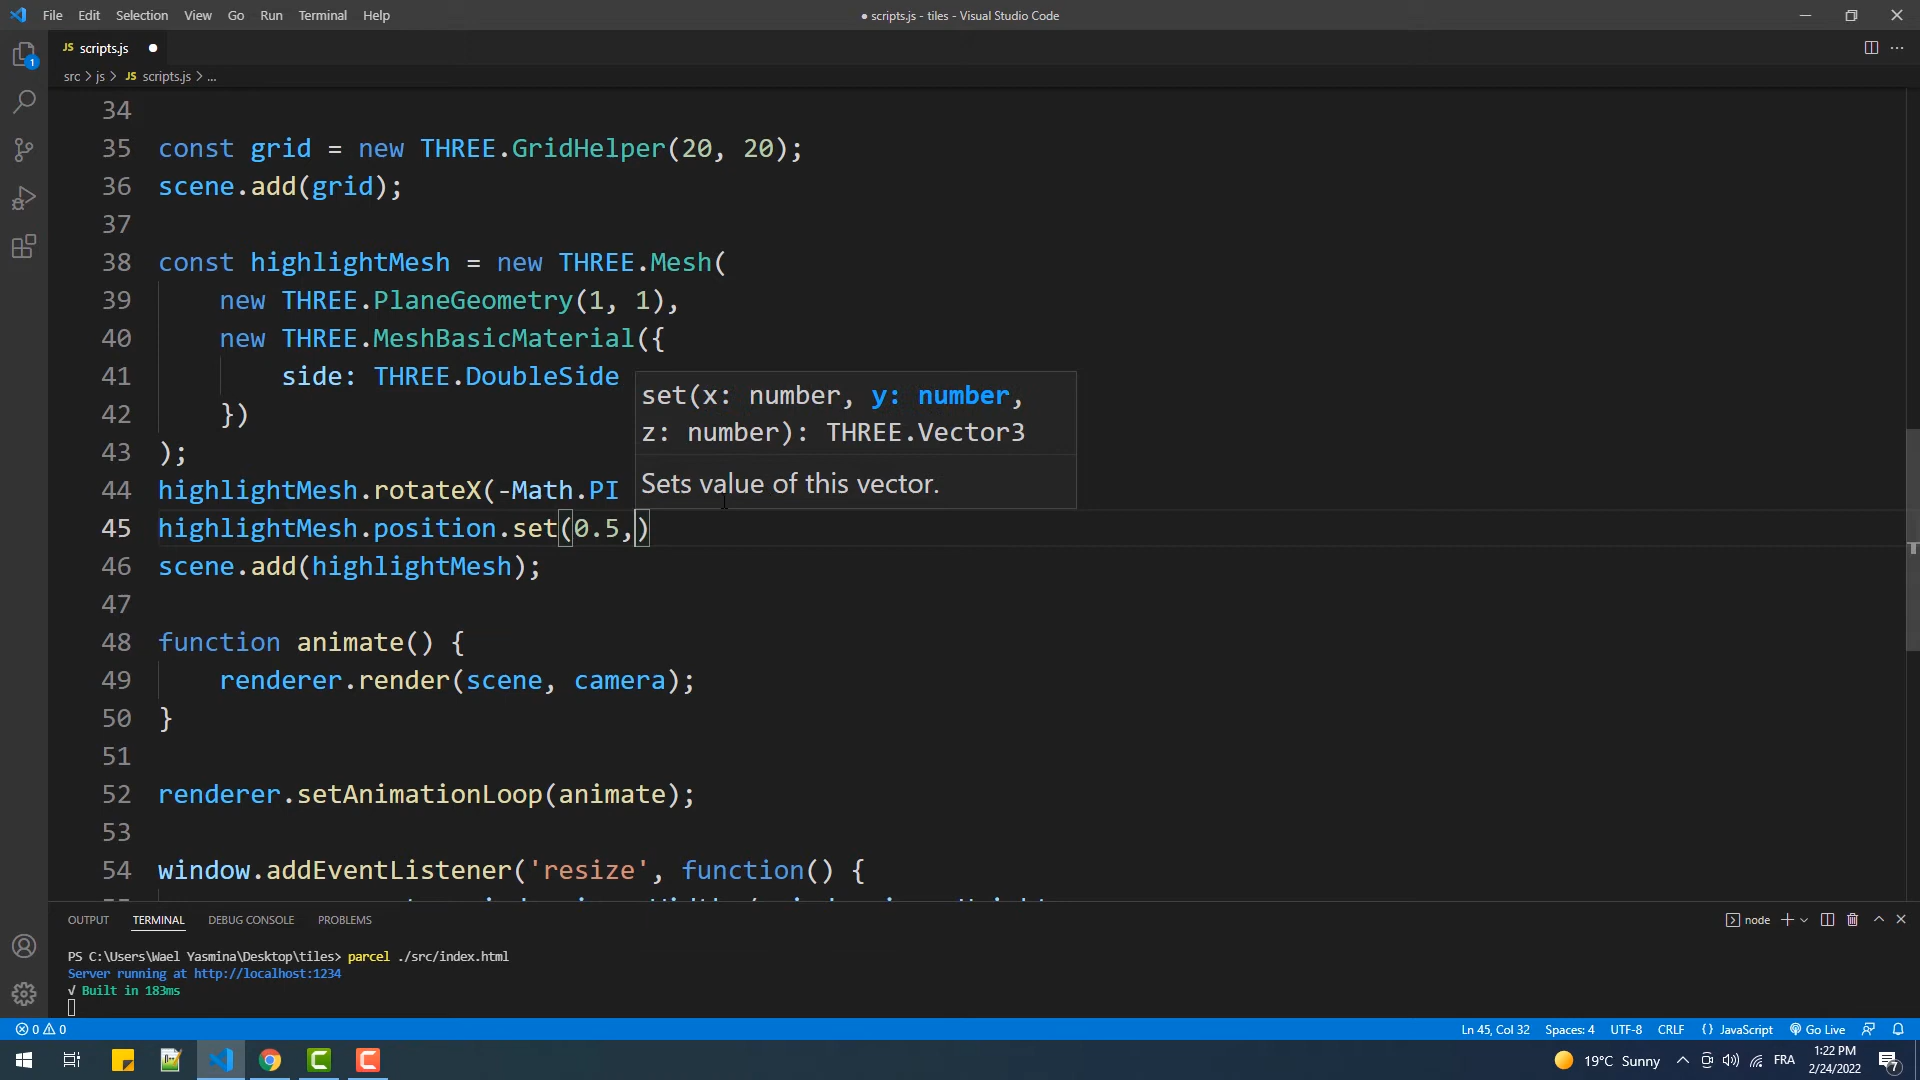 File Edit Selection View Go Run Terminal Help
● scripts.js - tiles - Visual Studio Code
JS scripts.js ●
src > js > JS scripts.js > ...
34
35 const grid = new THREE.GridHelper(20, 20);
36 scene.add(grid);
37
38 const highlightMesh = new THREE.Mesh(
39 new THREE.PlaneGeometry(1, 1),
40 new THREE.MeshBasicMaterial({
41 side: THREE.DoubleSide
42 })
43 );
set(x: number, y: number,
z: number): THREE.Vector3
Sets value of this vector.
44 highlightMesh.rotateX(-Math.PI
45 highlightMesh.position.set(0.5,)
46 scene.add(highlightMesh);
47
48 function animate() {
49 renderer.render(scene, camera);
50 }
51
52 renderer.setAnimationLoop(animate);
53
54 window.addEventListener('resize', function() {
OUTPUT TERMINAL DEBUG CONSOLE PROBLEMS
node
PS C:\Users\Wael Yasmina\Desktop\tiles> parcel ./src/index.html
Server running at http://localhost:1234
√ Built in 183ms
0 0
Ln 45, Col 32 Spaces: 4 UTF-8 CRLF {} JavaScript Go Live
19°C Sunny
FRA
1:22 PM
2/24/2022
7
1